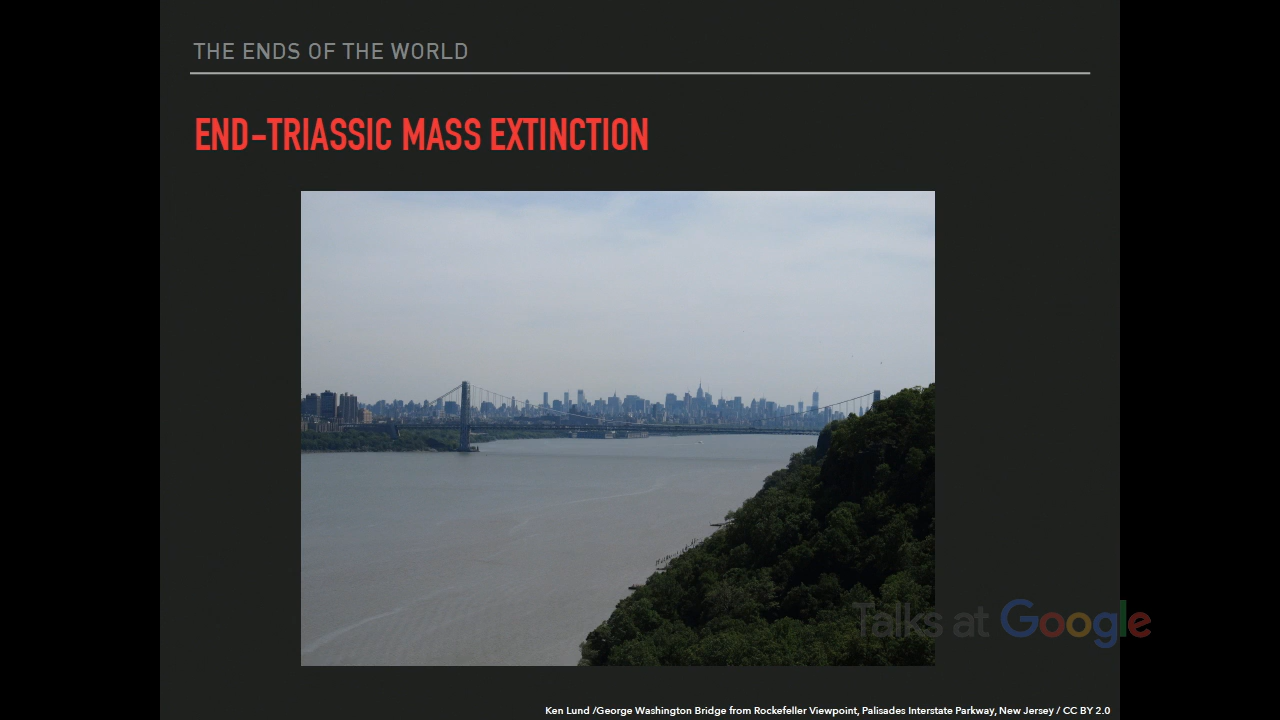 THE ENDS OF THE WORLD
END-TRIASSIC MASS EXTINCTION
Talks at Google
Ken Lund /George Washington Bridge from Rockefeller Viewpoint, Palisades Interstate Parkway, New Jersey / CC BY 2.0